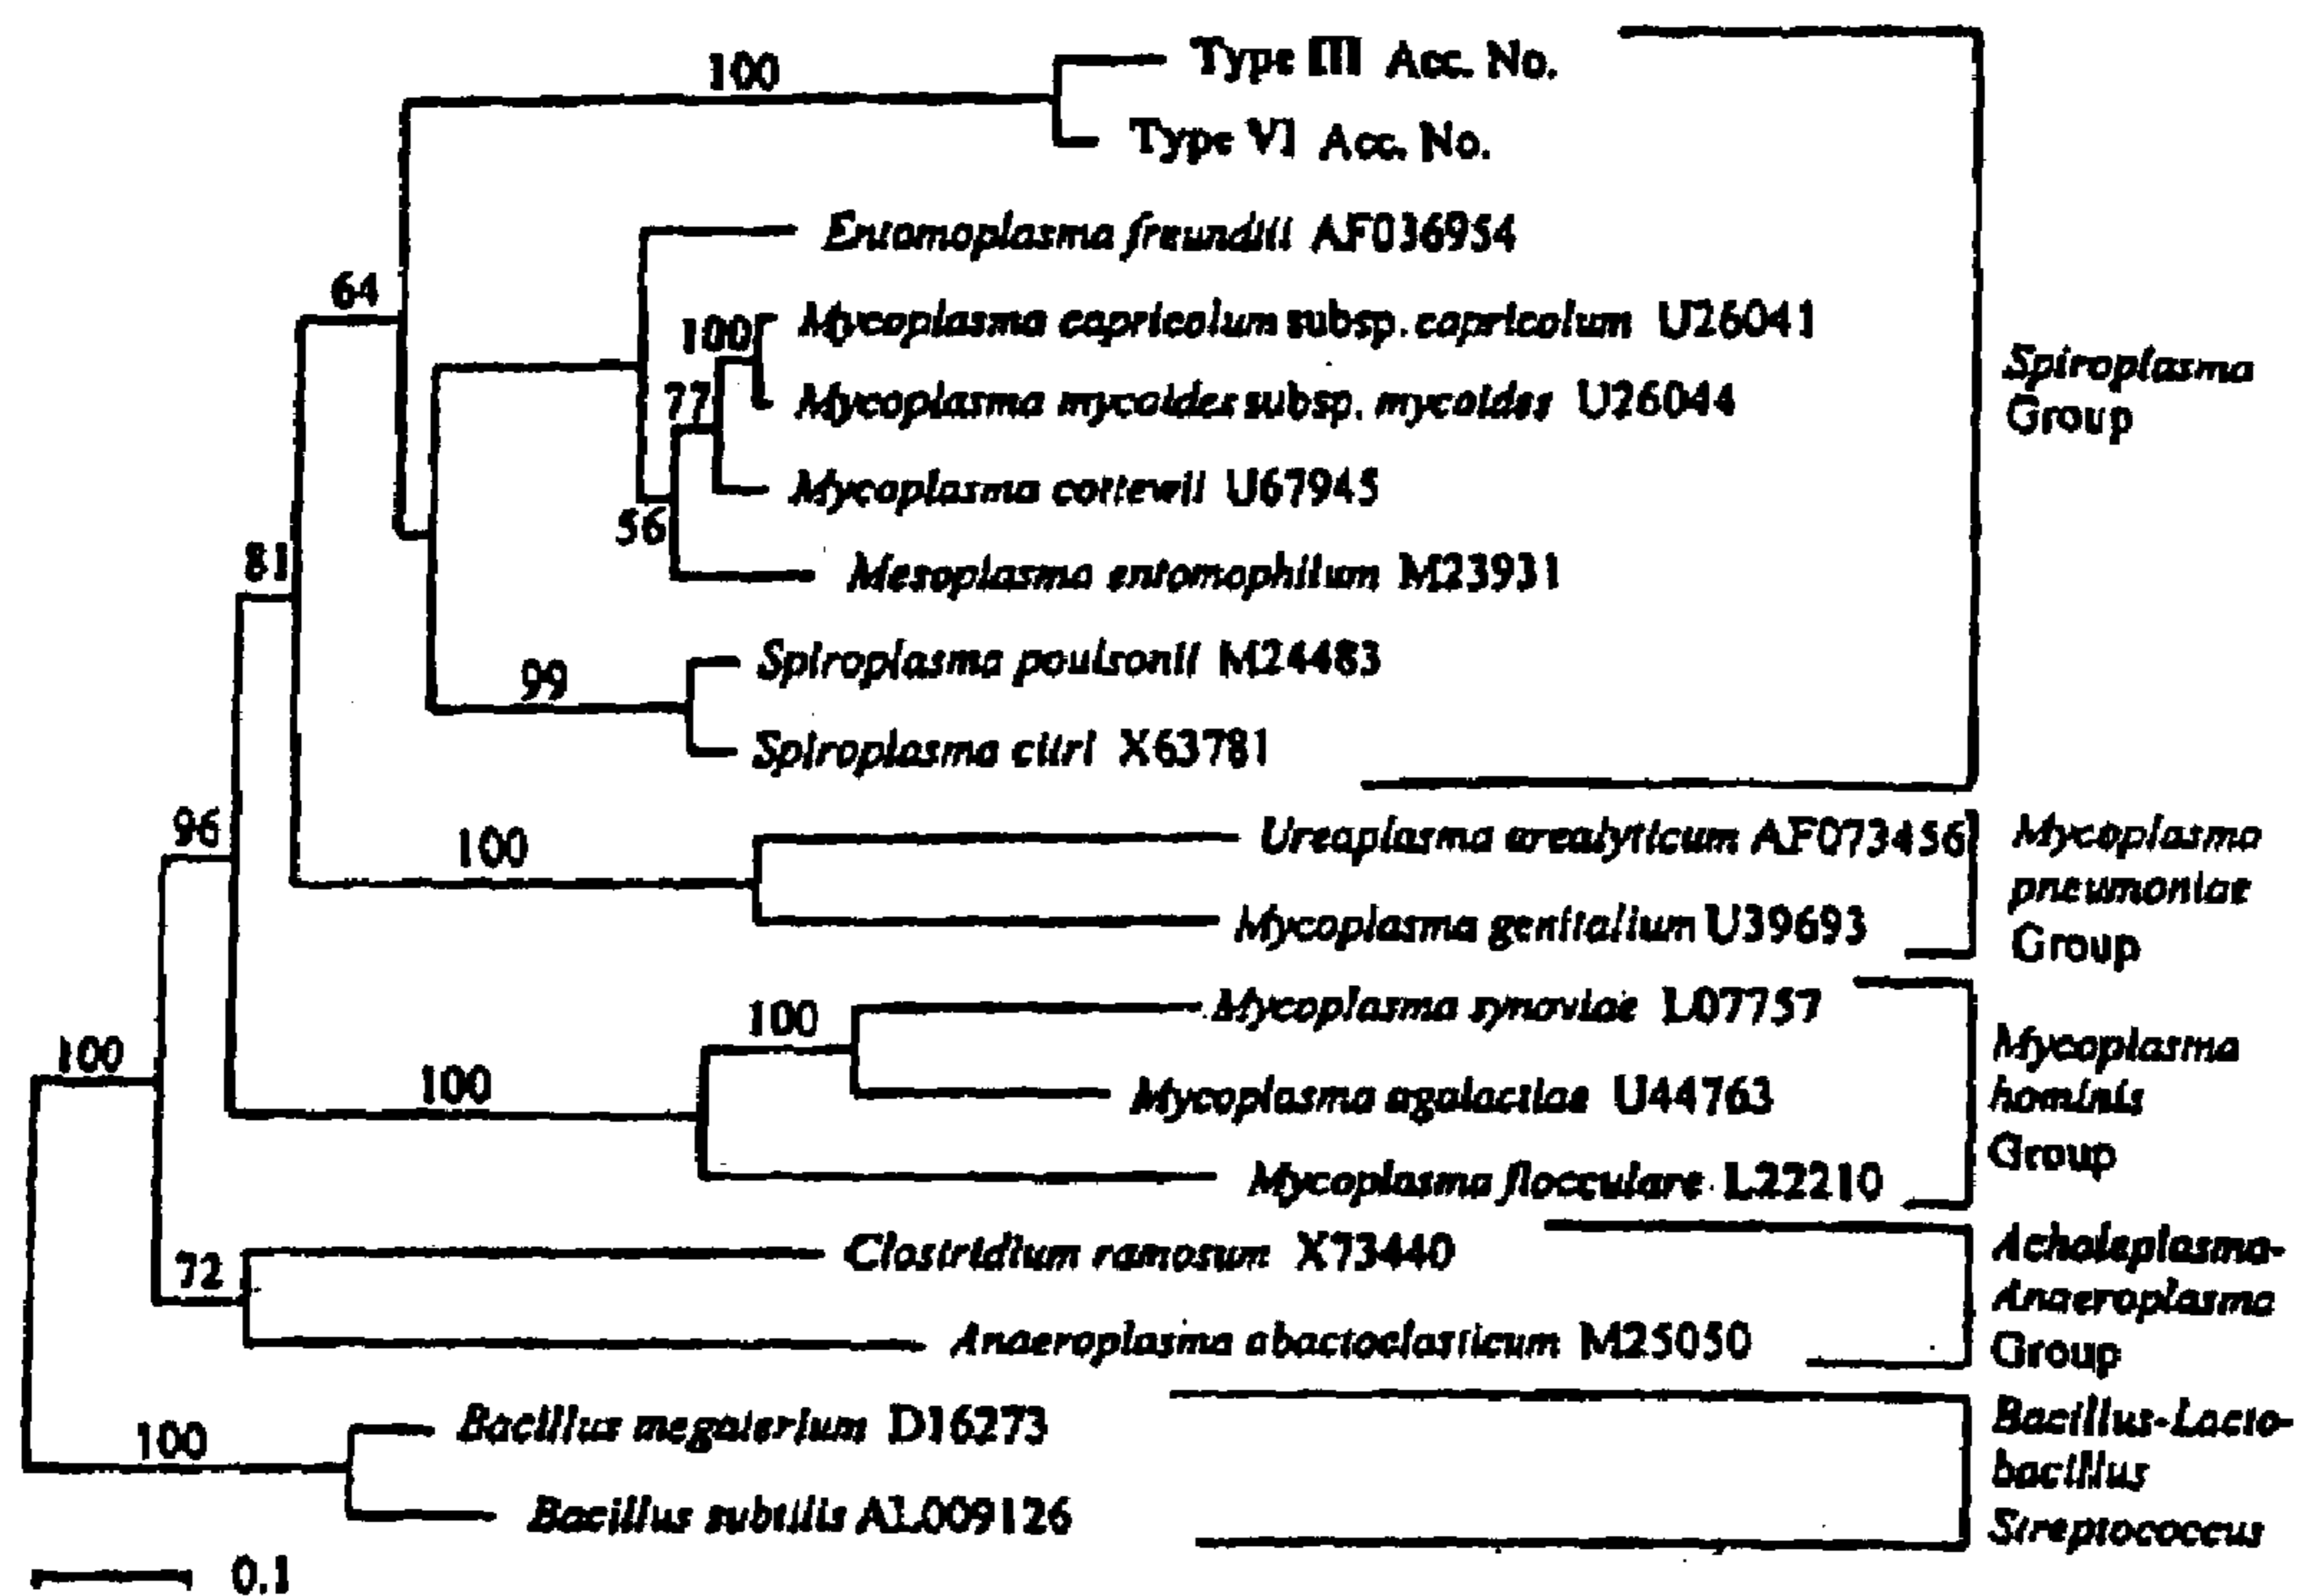 100
Type III Acc. No.
Type VI Acc. No.
Entomoplasma freundtii AF036954
64
100
Mycoplasma capricolum subsp. capricolum U26041
77
Mycoplasma mycoides subsp. mycoides U26044
Spiroplasma
Group
Mycoplasma cottewii U67945
56
Mesoplasma entomophilum M23931
81
Spiroplasma poulsonii M24483
99
Spiroplasma citri X63781
96
100
Ureaplasma urealyticum AF073456
Mycoplasma genitalium U39693
Mycoplasma
pneumoniae
Group
100
Mycoplasma synoviae L07757
100
100
Mycoplasma agalactiae U44763
Mycoplasma flocculare L22210
Mycoplasma
hominis
Group
72
Clostridium ramosum X73440
Anaeroplasma abactoclasticum M25050
Acholeplasma-
Anaeroplasma
Group
100
Bacillus megaterium D16273
Bacillus subtilis AL009126
Bacillus-Lacto-
bacillus
Streptococcus
0.1